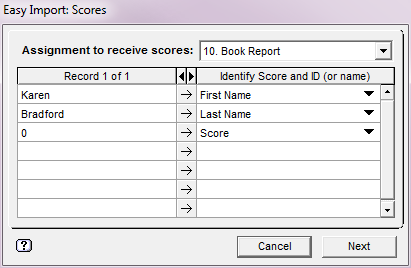 Easy Import: Scores
Assignment to receive scores: 10. Book Report
Record 1 of 1 Identify Score and ID (or name)
Karen First Name
Bradford Last Name
0 Score
? Cancel Next